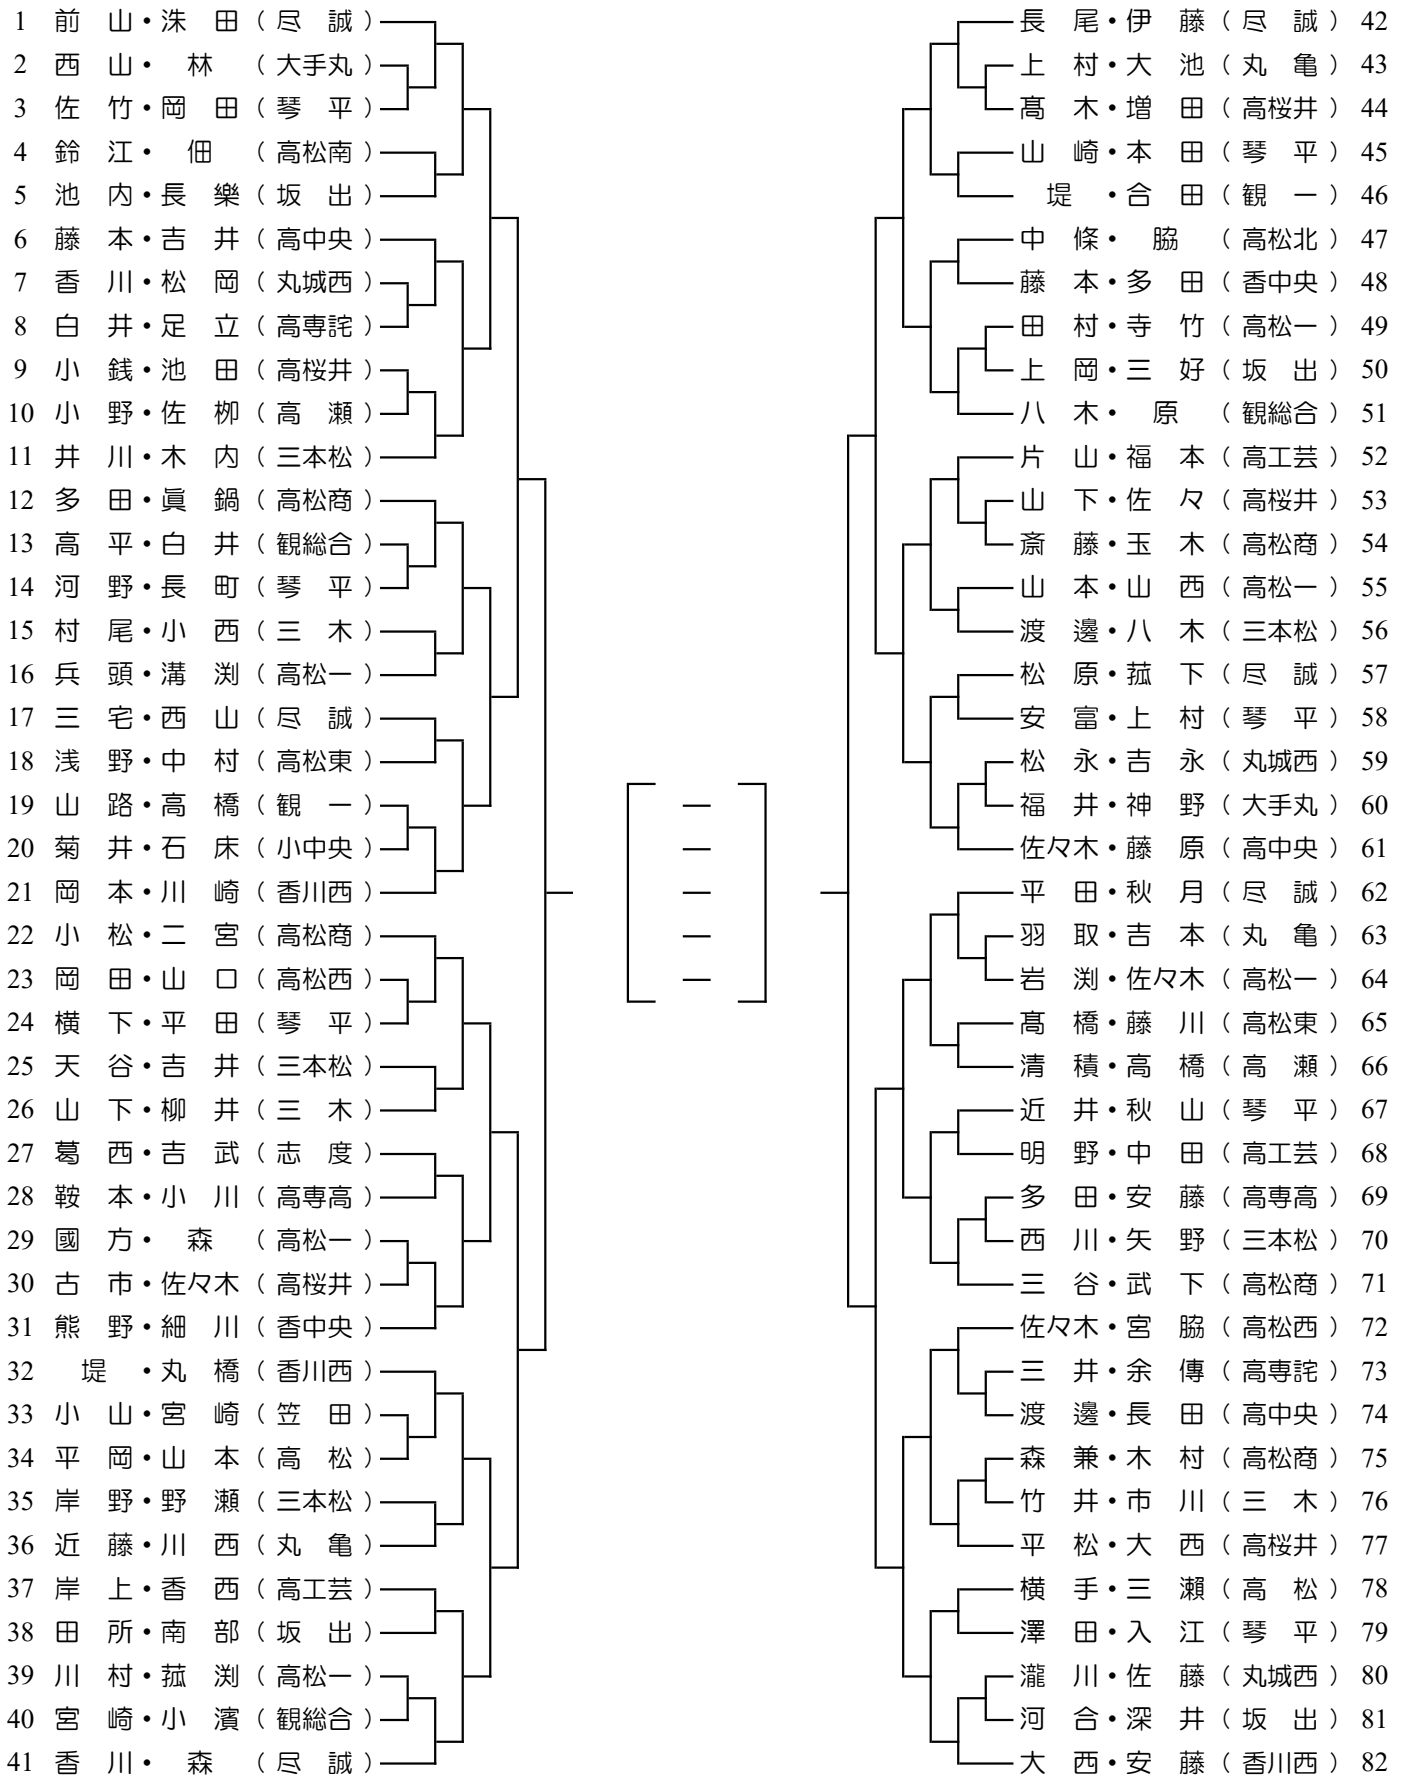 1 前 山・洙 田 （ 尽 誠 ）
2 西 山・ 林 （ 大手丸 ）
3 佐 竹・岡 田 （ 琴 平 ）
4 鈴 江・ 佃 （ 高松南 ）
5 池 内・長 樂 （ 坂 出 ）
6 藤 本・吉 井 （ 高中央 ）
7 香 川・松 岡 （ 丸城西 ）
8 白 井・足 立 （ 高専詫 ）
9 小 銭・池 田 （ 高桜井 ）
10 小 野・佐 栁 （ 高 瀬 ）
11 井 川・木 内 （ 三本松 ）
12 多 田・眞 鍋 （ 高松商 ）
13 高 平・白 井 （ 観総合 ）
14 河 野・長 町 （ 琴 平 ）
15 村 尾・小 西 （ 三 木 ）
16 兵 頭・溝 渕 （ 高松一 ）
17 三 宅・西 山 （ 尽 誠 ）
18 浅 野・中 村 （ 高松東 ）
19 山 路・高 橋 （ 観 一 ）
20 菊 井・石 床 （ 小中央 ）
21 岡 本・川 崎 （ 香川西 ）
22 小 松・二 宮 （ 高松商 ）
23 岡 田・山 口 （ 高松西 ）
24 横 下・平 田 （ 琴 平 ）
25 天 谷・吉 井 （ 三本松 ）
26 山 下・柳 井 （ 三 木 ）
27 葛 西・吉 武 （ 志 度 ）
28 鞍 本・小 川 （ 高専高 ）
29 國 方・ 森 （ 高松一 ）
30 古 市・佐々木 （ 高桜井 ）
31 熊 野・細 川 （ 香中央 ）
32 堤 ・丸 橋 （ 香川西 ）
33 小 山・宮 崎 （ 笠 田 ）
34 平 岡・山 本 （ 高 松 ）
35 岸 野・野 瀬 （ 三本松 ）
36 近 藤・川 西 （ 丸 亀 ）
37 岸 上・香 西 （ 高工芸 ）
38 田 所・南 部 （ 坂 出 ）
39 川 村・菰 渕 （ 高松一 ）
40 宮 崎・小 濱 （ 観総合 ）
41 香 川・ 森 （ 尽 誠 ）
―
―
―
―
―
長 尾・伊 藤 （ 尽 誠 ） 42
上 村・大 池 （ 丸 亀 ） 43
髙 木・増 田 （ 高桜井 ） 44
山 崎・本 田 （ 琴 平 ） 45
堤 ・合 田 （ 観 一 ） 46
中 條・ 脇 （ 高松北 ） 47
藤 本・多 田 （ 香中央 ） 48
田 村・寺 竹 （ 高松一 ） 49
上 岡・三 好 （ 坂 出 ） 50
八 木・ 原 （ 観総合 ） 51
片 山・福 本 （ 高工芸 ） 52
山 下・佐 々 （ 高桜井 ） 53
斎 藤・玉 木 （ 高松商 ） 54
山 本・山 西 （ 高松一 ） 55
渡 邊・八 木 （ 三本松 ） 56
松 原・菰 下 （ 尽 誠 ） 57
安 富・上 村 （ 琴 平 ） 58
松 永・吉 永 （ 丸城西 ） 59
福 井・神 野 （ 大手丸 ） 60
佐々木・藤 原 （ 高中央 ） 61
平 田・秋 月 （ 尽 誠 ） 62
羽 取・吉 本 （ 丸 亀 ） 63
岩 渕・佐々木 （ 高松一 ） 64
髙 橋・藤 川 （ 高松東 ） 65
清 積・高 橋 （ 高 瀬 ） 66
近 井・秋 山 （ 琴 平 ） 67
明 野・中 田 （ 高工芸 ） 68
多 田・安 藤 （ 高専高 ） 69
西 川・矢 野 （ 三本松 ） 70
三 谷・武 下 （ 高松商 ） 71
佐々木・宮 脇 （ 高松西 ） 72
三 井・余 傳 （ 高専詫 ） 73
渡 邊・長 田 （ 高中央 ） 74
森 兼・木 村 （ 高松商 ） 75
竹 井・市 川 （ 三 木 ） 76
平 松・大 西 （ 高桜井 ） 77
横 手・三 瀨 （ 高 松 ） 78
澤 田・入 江 （ 琴 平 ） 79
瀧 川・佐 藤 （ 丸城西 ） 80
河 合・深 井 （ 坂 出 ） 81
大 西・安 藤 （ 香川西 ） 82